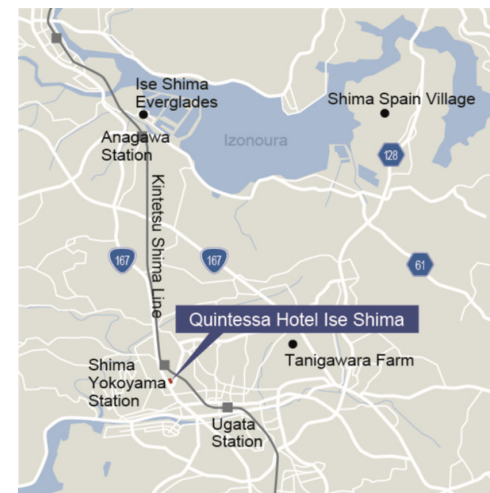 Ise Shima
Everglades
Shima Spain Village
Anagawa
Station
Izonoura
128
Kintetsu Shima Line
167
167
61
Quintessa Hotel Ise Shima
Tanigawara Farm
Shima
Yokoyama
Station
Ugata
Station